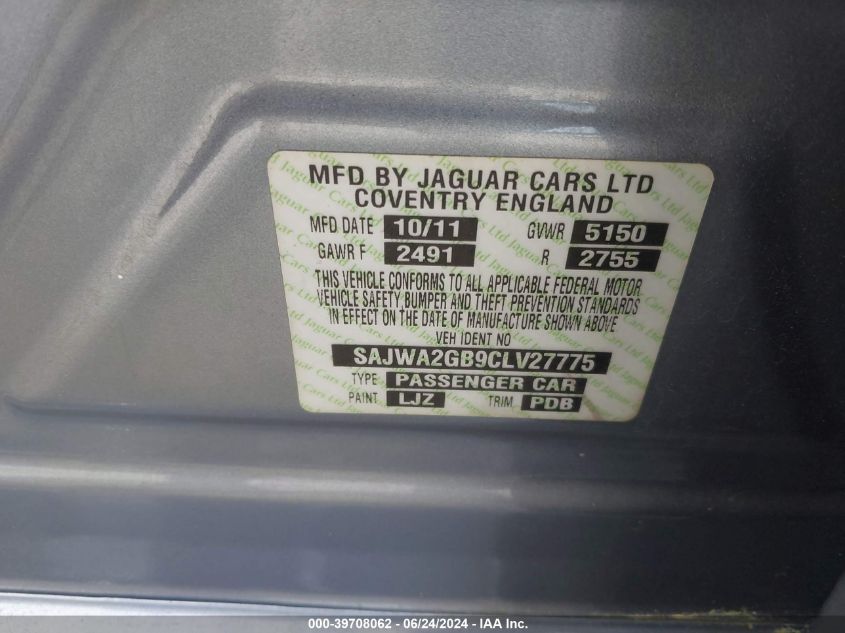 MFD BY JAGUAR CARS LTD
COVENTRY ENGLAND
MFD DATE 10/11 GVWR 5150
GAWR F 2491 R 2755
THIS VEHICLE CONFORMS TO ALL APPLICABLE FEDERAL MOTOR
VEHICLE SAFETY, BUMPER AND THEFT PREVENTION STANDARDS
IN EFFECT ON THE DATE OF MANUFACTURE SHOWN ABOVE
VEH IDENT NO
SAJWA2GB9CLV27775
TYPE PASSENGER CAR
PAINT LJZ TRIM PDB
000-39708062 - 06/24/2024 - IAA, Inc.